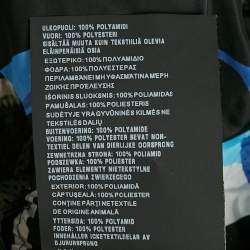 ULKOPUOLI: 100% POLYAMIDI
VUORI: 100% POLYESTERI
SISÄLTÄÄ MUUTA KUIN TEKSTIILIÄ OLEVIA
ELÄINPERÄISIÄ OSIA
ΕΞΩΤΕΡΙΚΟ: 100% ΠΟΛΥΑΜΙΔΙΟ
ΦΟΔΡΑ: 100% ΠΟΛΥΕΣΤΕΡΑΣ
ΠΕΡΙΛΑΜΒΑΝΕΙ ΜΗ ΥΦΑΣΜΑΤΙΝΑ ΜΕΡΗ
ΖΩΙΚΗΣ ΠΡΟΕΛΕΥΣΗΣ
IŠORINIS SLUOKSNIS: 100% POLIAMIDAS
PAMUŠALAS: 100% POLIESTERIS
SUDĖTYJE YRA GYVŪNINĖS KILMĖS NE
TEKSTILĖS DALIŲ
BUITENVOERING: 100% POLYAMIDE
VOERING: 100% POLYESTER BEVAT NON-
TEXTIEL DELEN VAN DIERLIJKE OORSPRONG
ZEWNĘTRZNA STRONA: 100% POLIAMID
PODSZEWKA: 100% POLIESTER
ZAWIERA ELEMENTY NIETEKSTYLNE
POCHODZENIA ZWIERZĘCEGO
EXTERIOR: 100% POLIAMIDĂ
CĂPTUȘEALĂ: 100% POLIESTER
CONȚINE PĂRȚI NETEXTILE
DE ORIGINE ANIMALĂ
YTTERSIDA: 100% POLYAMID
FODER: 100% POLYESTER
INNEHÅLLER ICKETEXTILDELAR AV
DJURURSPRUNG